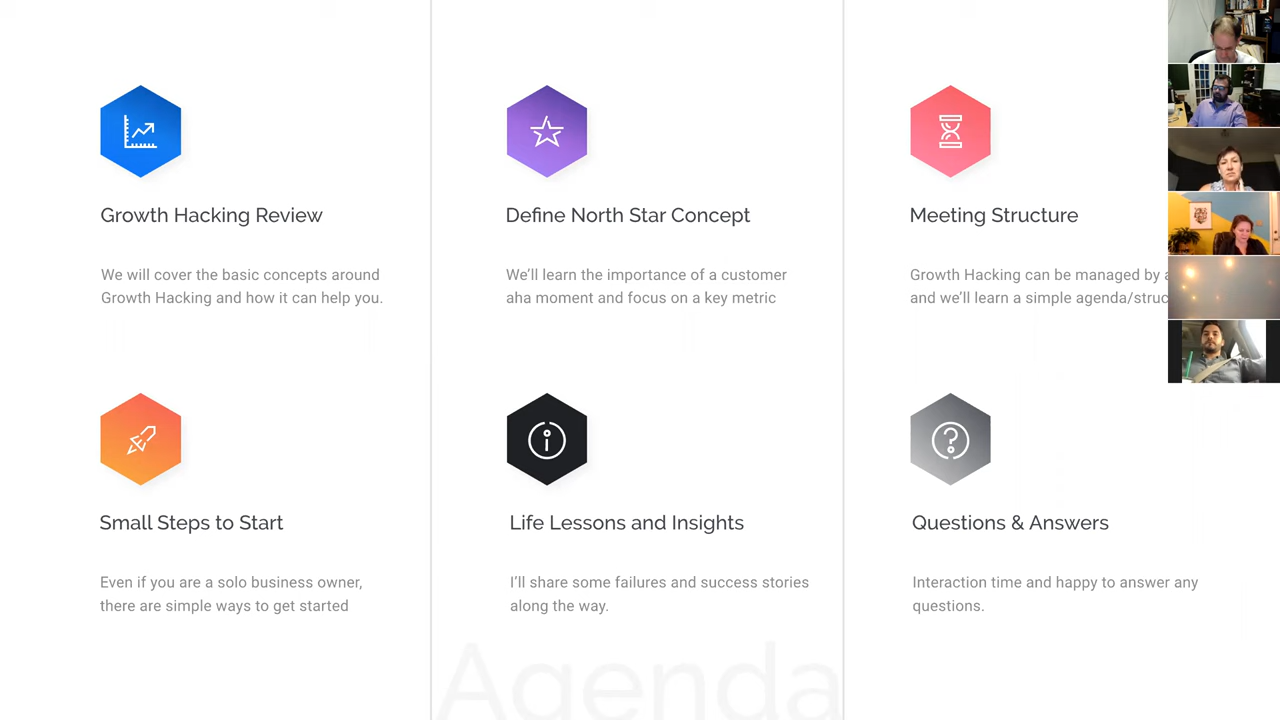 Growth Hacking Review
We will cover the basic concepts around
Growth Hacking and how it can help you.
Define North Star Concept
We'll learn the importance of a customer
aha moment and focus on a key metric
Meeting Structure
Growth Hacking can be managed by
and we'll learn a simple agenda/struc
Small Steps to Start
Even if you are a solo business owner,
there are simple ways to get started
Life Lessons and Insights
I'll share some failures and success stories
along the way.
Questions & Answers
Interaction time and happy to answer any
questions.
Agenda